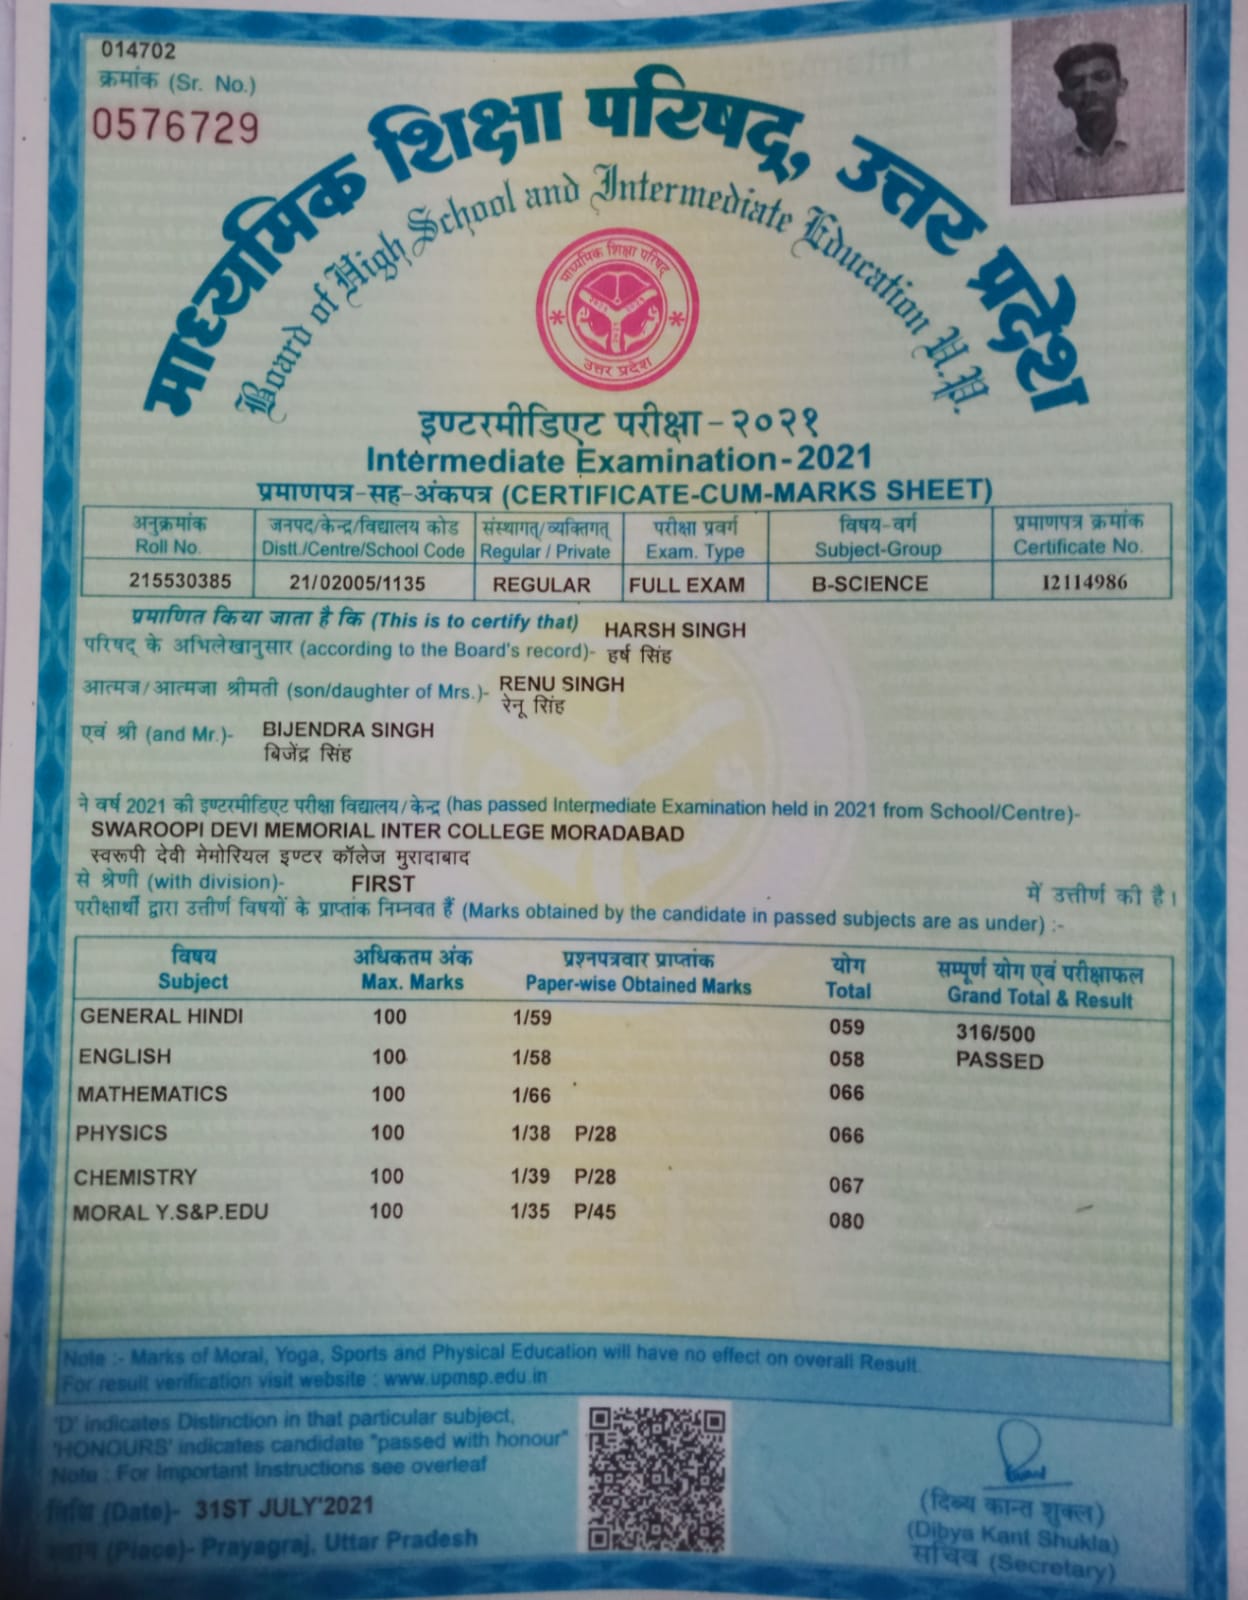 014702
क्रमांक (Sr. No.)
0576729
माध्यमिक शिक्षा परिषद्, उत्तर प्रदेश
Board of High School and Intermediate Education U.P.
माध्यमिक शिक्षा परिषद्
उत्तर प्रदेश
इण्टरमीडिएट परीक्षा-२०२१
Intermediate Examination-2021
प्रमाणपत्र-सह-अंकपत्र (CERTIFICATE-CUM-MARKS SHEET)
अनुक्रमांक जनपद/केन्द्र/विद्यालय कोड संस्थागत्/व्यक्तिगत् परीक्षा प्रवर्ग विषय-वर्ग प्रमाणपत्र क्रमांक
Roll No. Distt./Centre/School Code Regular / Private Exam. Type Subject-Group Certificate No.
215530385 21/02005/1135 REGULAR FULL EXAM B-SCIENCE I2114986
प्रमाणित किया जाता है कि (This is to certify that) HARSH SINGH
परिषद् के अभिलेखानुसार (according to the Board's record)- हर्ष सिंह
आत्मज/आत्मजा श्रीमती (son/daughter of Mrs.)- RENU SINGH
रेनू सिंह
एवं श्री (and Mr.)- BIJENDRA SINGH
बिजेंद्र सिंह
ने वर्ष 2021 की इण्टरमीडिएट परीक्षा विद्यालय/केन्द्र (has passed Intermediate Examination held in 2021 from School/Centre)-
SWAROOPI DEVI MEMORIAL INTER COLLEGE MORADABAD
स्वरूपी देवी मेमोरियल इण्टर कॉलेज मुरादाबाद
से श्रेणी (with division)- FIRST में उत्तीर्ण की है।
परीक्षार्थी द्वारा उत्तीर्ण विषयों के प्राप्तांक निम्नवत हैं (Marks obtained by the candidate in passed subjects are as under) :-
विषय अधिकतम अंक प्रश्नपत्रवार प्राप्तांक योग सम्पूर्ण योग एवं परीक्षाफल
Subject Max. Marks Paper-wise Obtained Marks Total Grand Total & Result
GENERAL HINDI 100 1/59 059 316/500
ENGLISH 100 1/58 058 PASSED
MATHEMATICS 100 1/66 066
PHYSICS 100 1/38 P/28 066
CHEMISTRY 100 1/39 P/28 067
MORAL Y.S&P.EDU 100 1/35 P/45 080
Note :- Marks of Moral, Yoga, Sports and Physical Education will have no effect on overall Result.
For result verification visit website : www.upmsp.edu.in
'D' indicates Distinction in that particular subject,
'HONOURS' indicates candidate "passed with honour"
Note : For Important Instructions see overleaf
तिथि (Date)- 31ST JULY'2021
(Place)- Prayagraj, Uttar Pradesh
(दिब्य कान्त शुक्ल)
(Dibya Kant Shukla)
सचिव (Secretary)